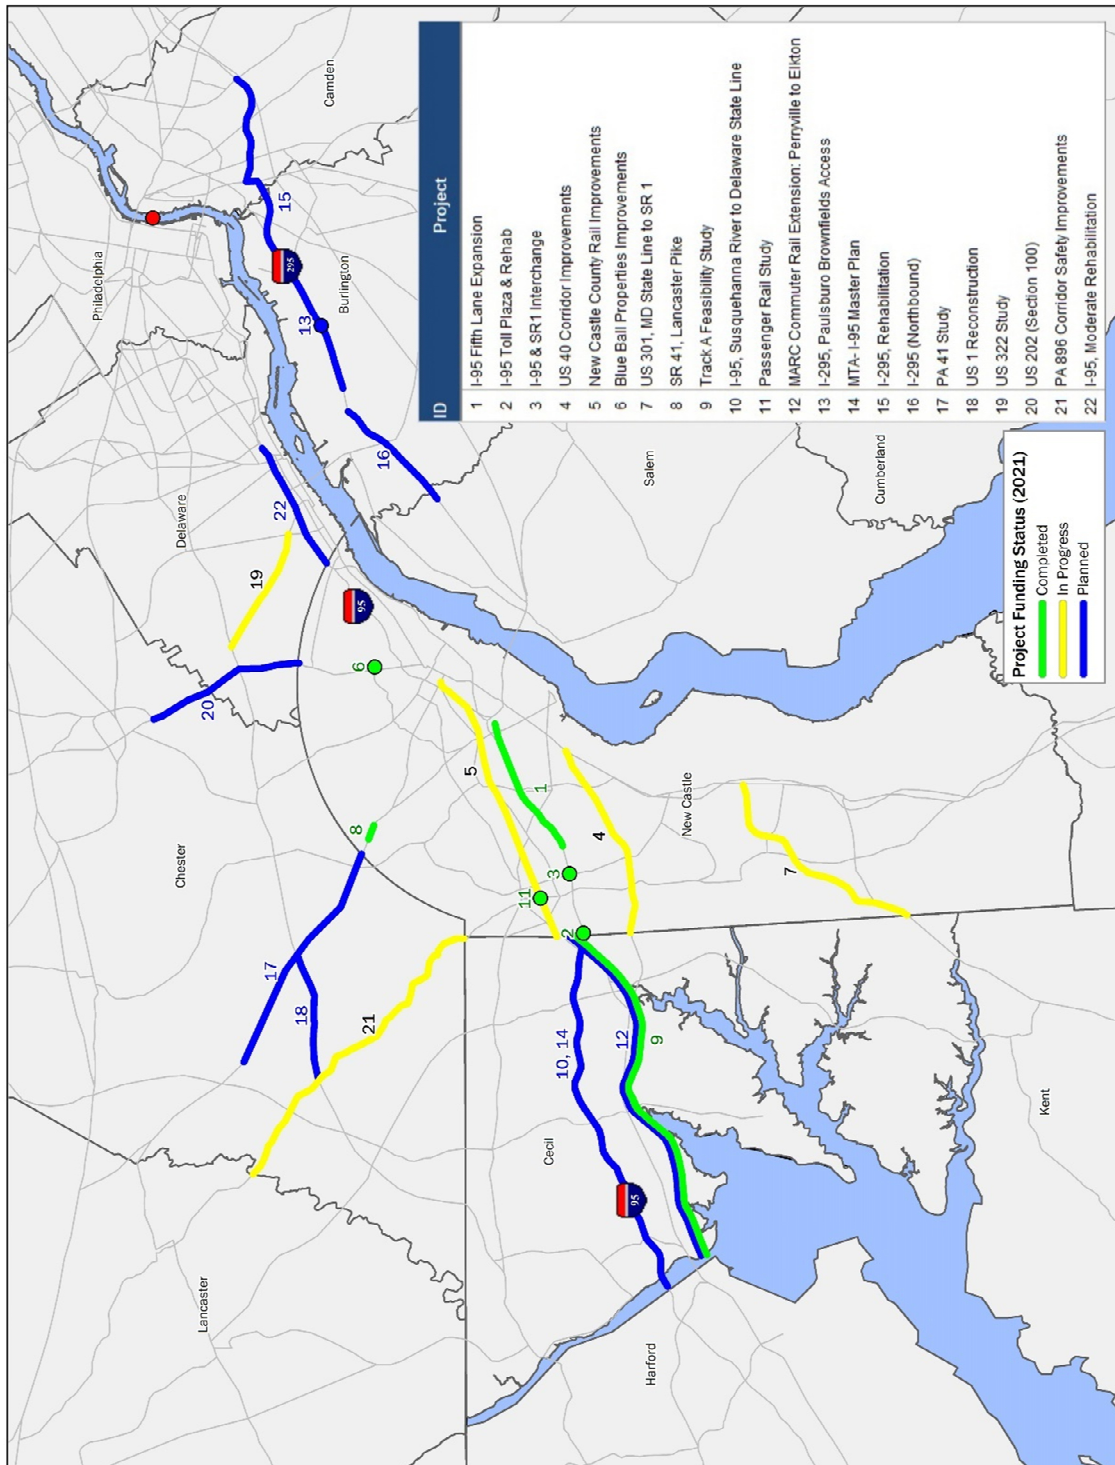 Camden
Philadelphia
15
295
Burlington
13
16
Delaware
22
19
95
Salem
Cumberland
6
20
5
1
8
Chester
4
New Castle
3
11
7
2
17
18
21
10, 14
12
9
Cecil
Kent
95
Lancaster
Harford
ID Project
1 I-95 Fifth Lane Expansion
2 I-95 Toll Plaza & Rehab
3 I-95 & SR1 Interchange
4 US 40 Corridor Improvements
5 New Castle County Rail Improvements
6 Blue Ball Properties Improvements
7 US 301, MD State Line to SR 1
8 SR 41, Lancaster Pike
9 Track A Feasibility Study
10 I-95, Susquehanna River to Delaware State Line
11 Passenger Rail Study
12 MARC Commuter Rail Extension: Perryville to Elkton
13 I-295, Paulsboro Brownfields Access
14 MTA- I-95 Master Plan
15 I-295, Rehabilitation
16 I-295 (Northbound)
17 PA 41 Study
18 US 1 Reconstruction
19 US 322 Study
20 US 202 (Section 100)
21 PA 896 Corridor Safety Improvements
22 I-95, Moderate Rehabilitation
Project Funding Status (2021)
Completed
In Progress
Planned